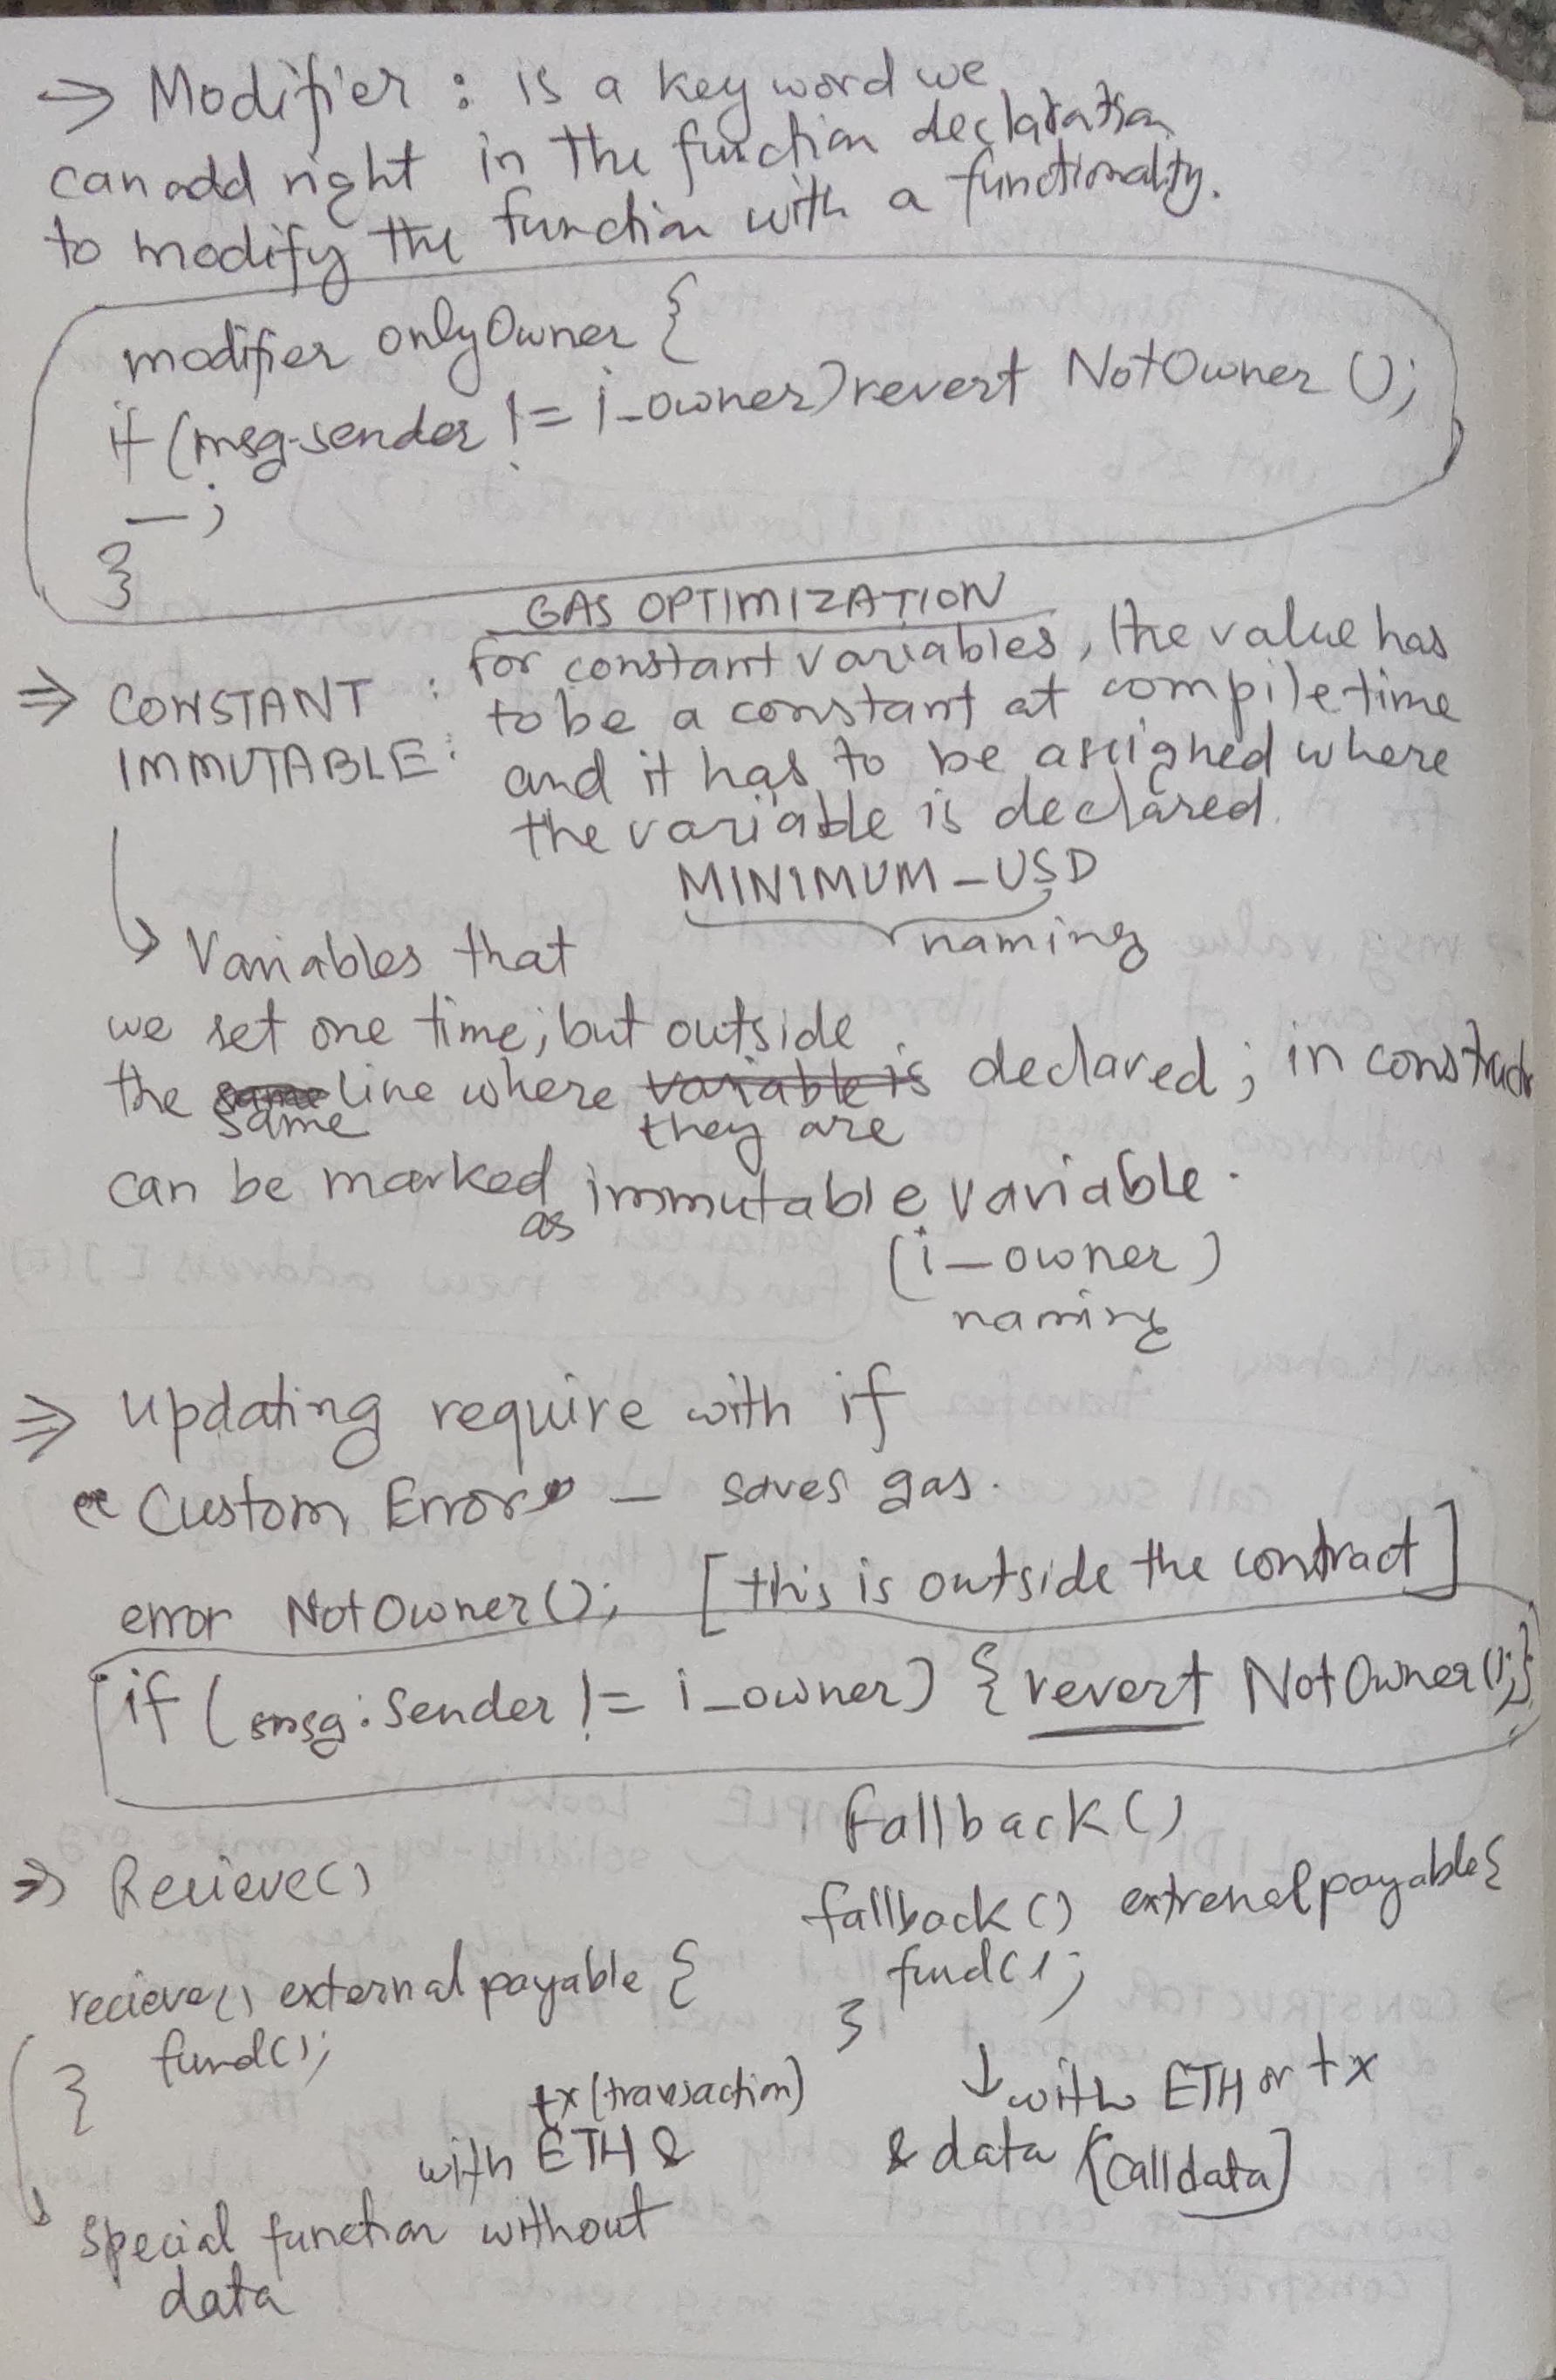 → Modifier : is a key word we
can add right in the function declaration
to modify the function with a functionality.
modifier onlyOwner {
if (msg.sender != i_owner) revert NotOwner ();
_;
}
GAS OPTIMIZATION
⇒ CONSTANT : for constant variables, the value has
to be a constant at compile time
IMMUTABLE : and it has to be assigned where
the variable is declared.
MINIMUM_USD
naming
↳ Variables that
we set one time; but outside
the same line where they are declared; in constructor
can be marked as immutable variable.
(i_owner)
naming
⇒ Updating require with if
Custom Error - saves gas.
error NotOwner(); [this is outside the contract]
if (msg.sender != i_owner) { revert NotOwner();}
⇒ Recieve()
recieve() external payable {
fund();
}
tx (transaction)
with ETH &
special function without
data
fallback()
fallback() extrenal payable {
fund();
}
↓ with ETH or tx
& data [calldata]